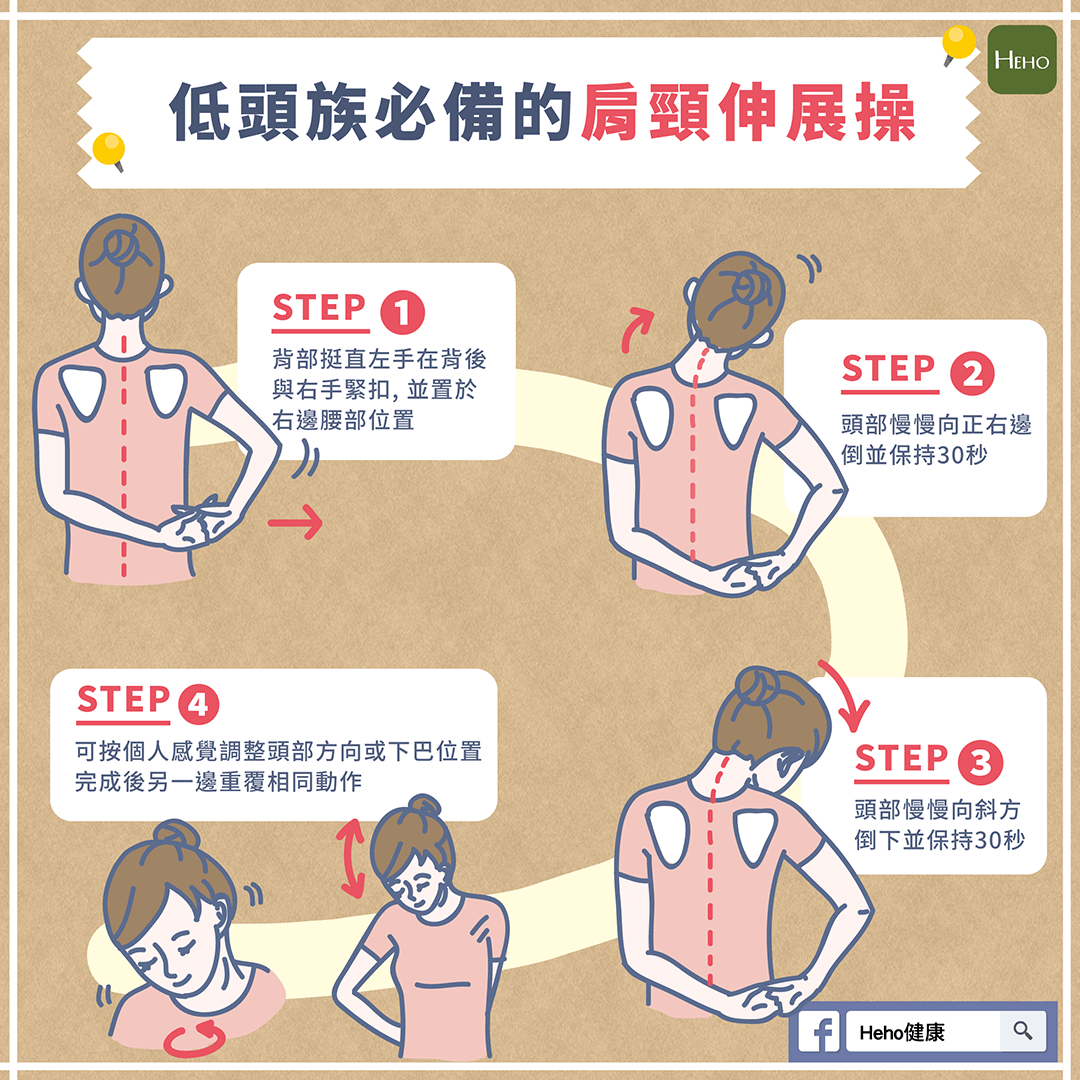 低頭族必備的肩頸伸展操
HEHO
STEP 1
背部挺直左手在背後
與右手緊扣, 並置於
右邊腰部位置
STEP 2
頭部慢慢向正右邊
倒並保持30秒
STEP 3
頭部慢慢向斜方
倒下並保持30秒
STEP 4
可按個人感覺調整頭部方向或下巴位置
完成後另一邊重覆相同動作
f
Heho健康